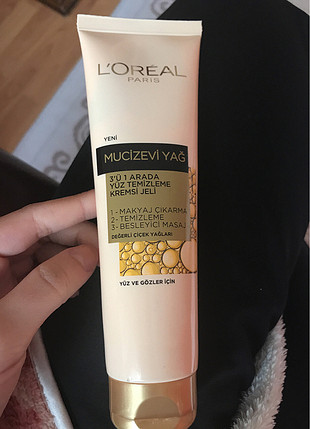 L'ORÉAL
PARIS
YENİ
MUCİZEVİ YAĞ
3'Ü 1 ARADA
YÜZ TEMİZLEME
KREMSİ JELİ
1 - MAKYAJ ÇIKARMA
2 - TEMİZLEME
3 - BESLEYİCİ MASAJ
DEĞERLİ ÇİÇEK YAĞLARI
YÜZ VE GÖZLER İÇİN